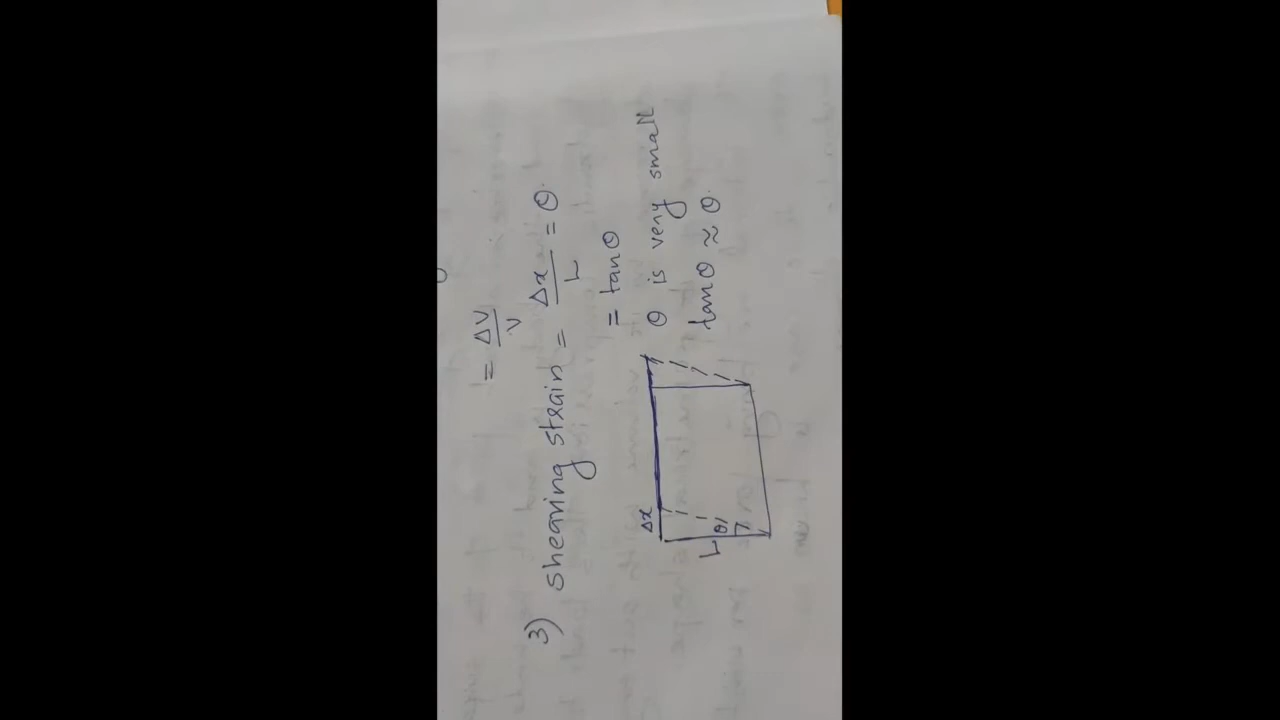 = ΔV/V
3) shearing strain = Δx/L = θ.
= tanθ
θ is very small
tanθ ≈ θ.
Δx
L θ